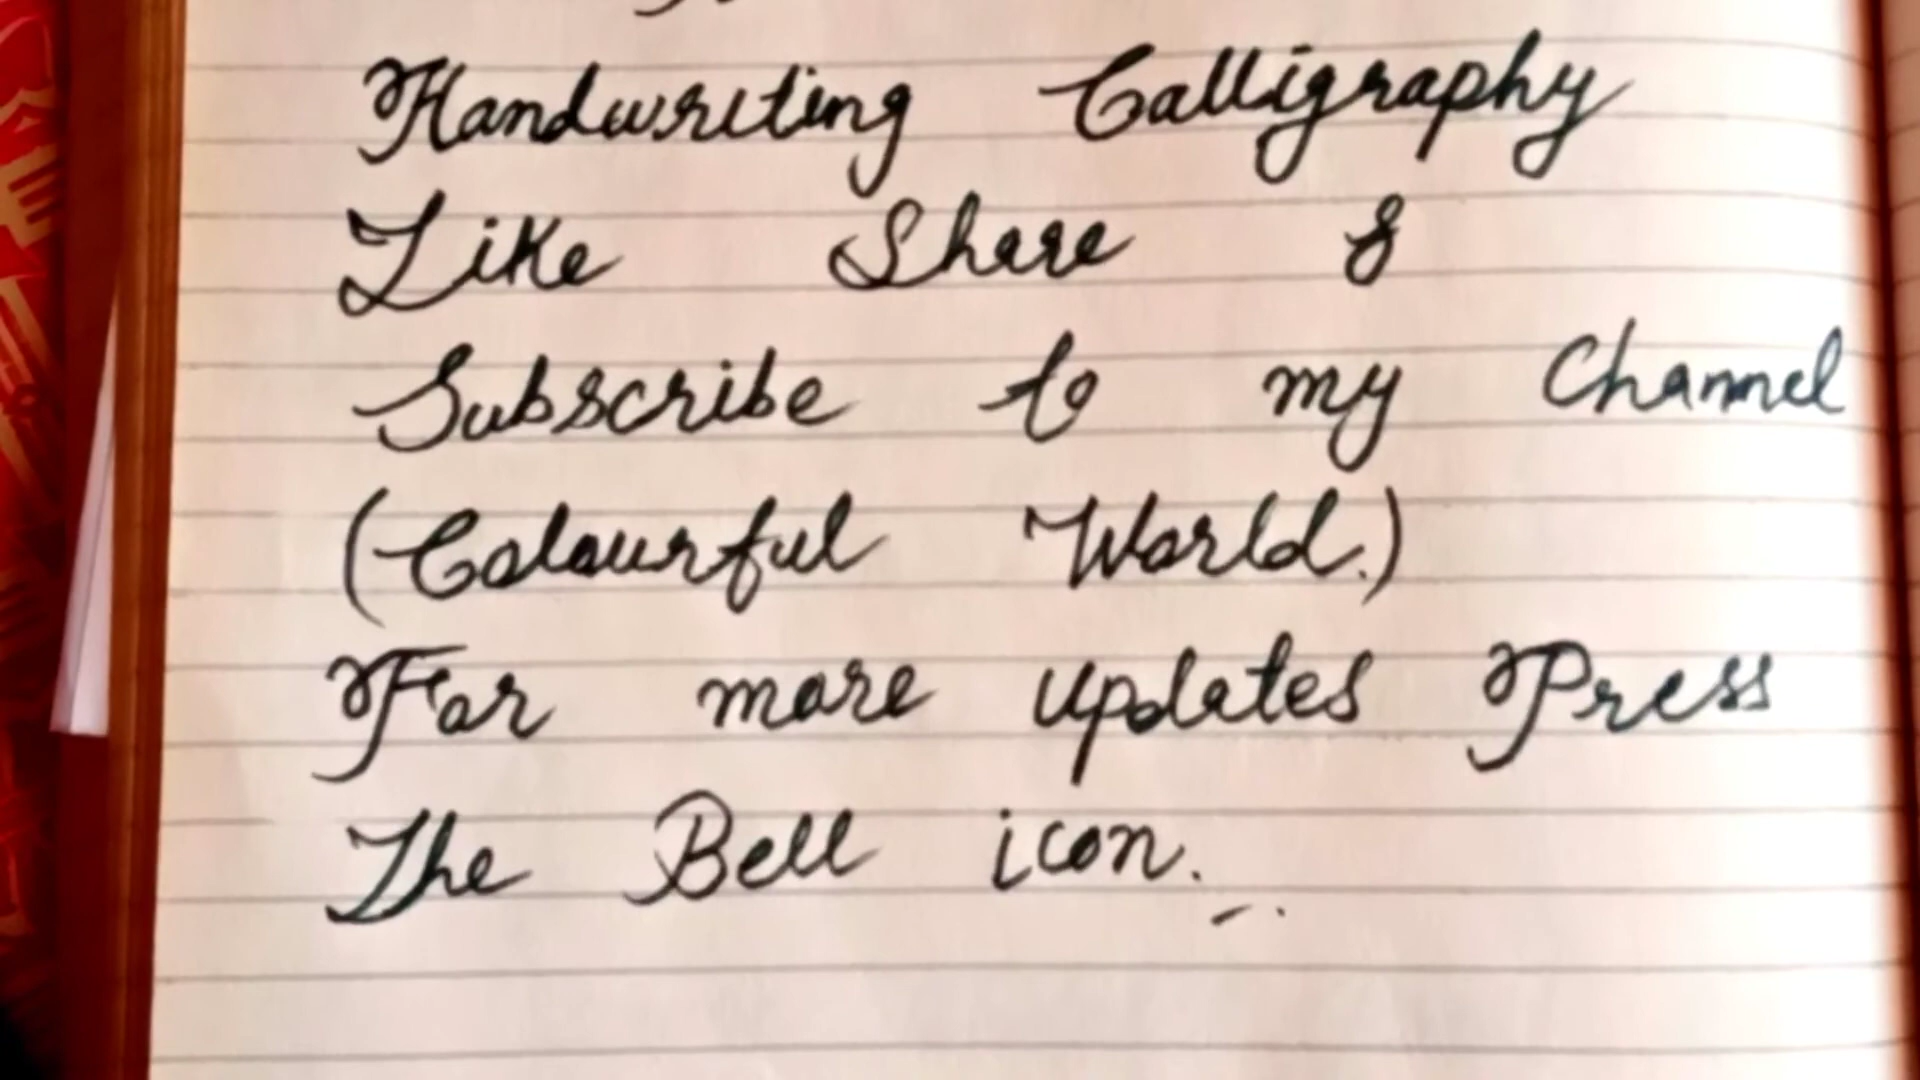 Handwriting Calligraphy
Like Share &
Subscribe to my Channel
(Colourful World.)
For more updates Press
The Bell icon.